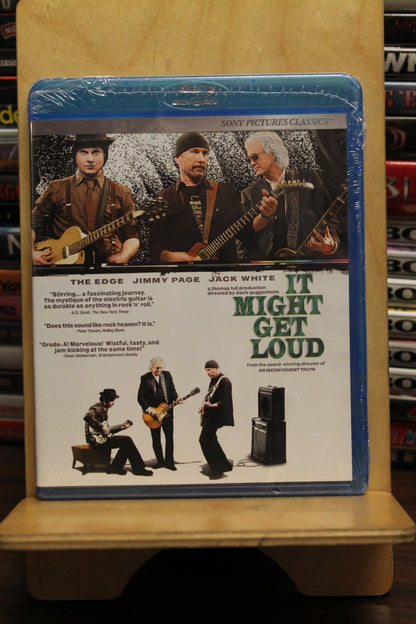 SONY PICTURES CLASSICS™
THE EDGE JIMMY PAGE JACK WHITE
"Stirring... a fascinating journey.
The mystique of the electric guitar is
as durable as anything in rock 'n' roll."
-A.O. Scott, The New York Times
"Does this sound like rock heaven? It is."
- Peter Travers, Rolling Stone
"Grade: A! Marvelous! Wistful, tasty, and
jam-kicking at the same time!"
-Owen Gleiberman, Entertainment Weekly
a thomas tull production
directed by davis guggenheim
IT
MIGHT
GET
LOUD
from the award-winning director of
AN INCONVENIENT TRUTH